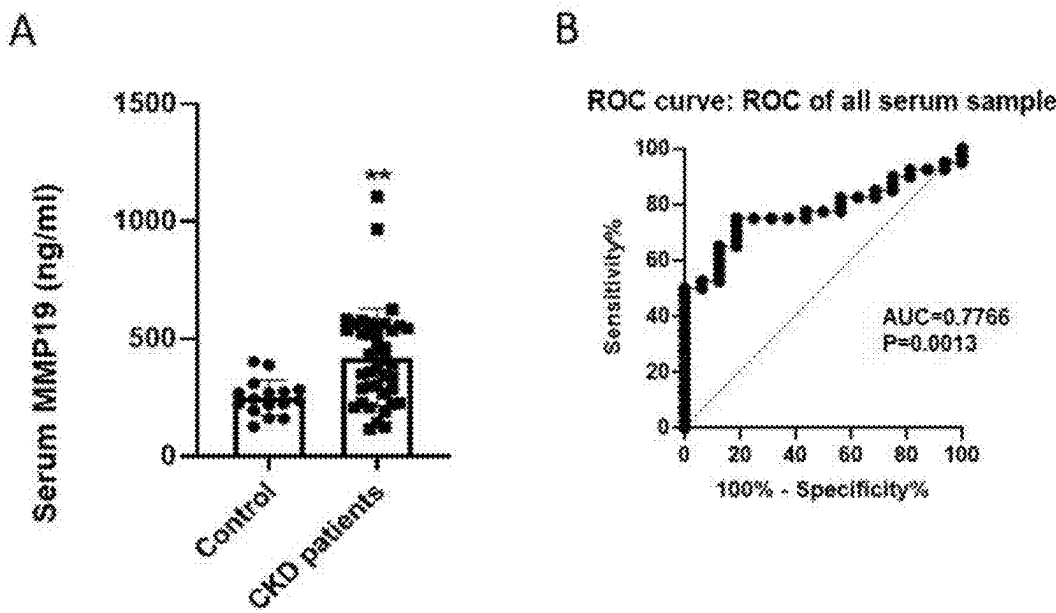 A
Serum MMP19 (ng/ml)
1500
1000
500
0
**
Control
CKD patients
B
ROC curve: ROC of all serum sample
Sensitivity%
100
80
60
40
20
0
0 20 40 60 80 100
100% - Specificity%
AUC=0.7766
P=0.0013